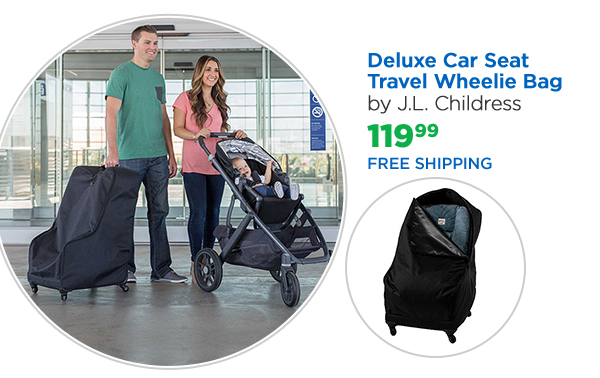 Deluxe Car Seat
Travel Wheelie Bag
by J.L. Childress
119⁹⁹
FREE SHIPPING